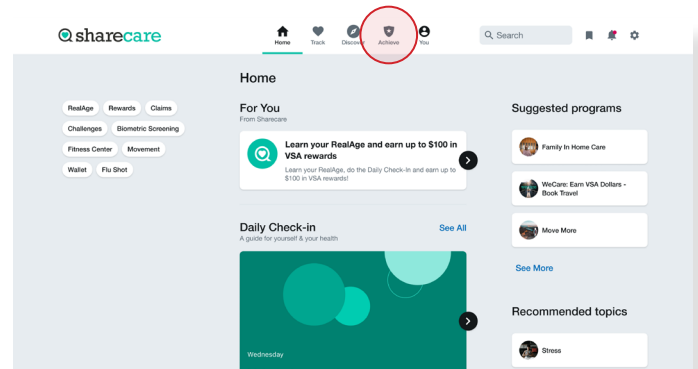 sharecare
Home
Track
Discover
Achieve
You
Search
Home
RealAge
Rewards
Claims
Challenges
Biometric Screening
Fitness Center
Movement
Wallet
Flu Shot
For You
From Sharecare
Learn your RealAge and earn up to $100 in
VSA rewards
Learn your RealAge, do the Daily Check-In and earn up to
$100 in VSA rewards!
Daily Check-in
See All
A guide for yourself & your health
Wednesday
Suggested programs
Family In Home Care
WeCare: Earn VSA Dollars -
Book Travel
Move More
See More
Recommended topics
Stress